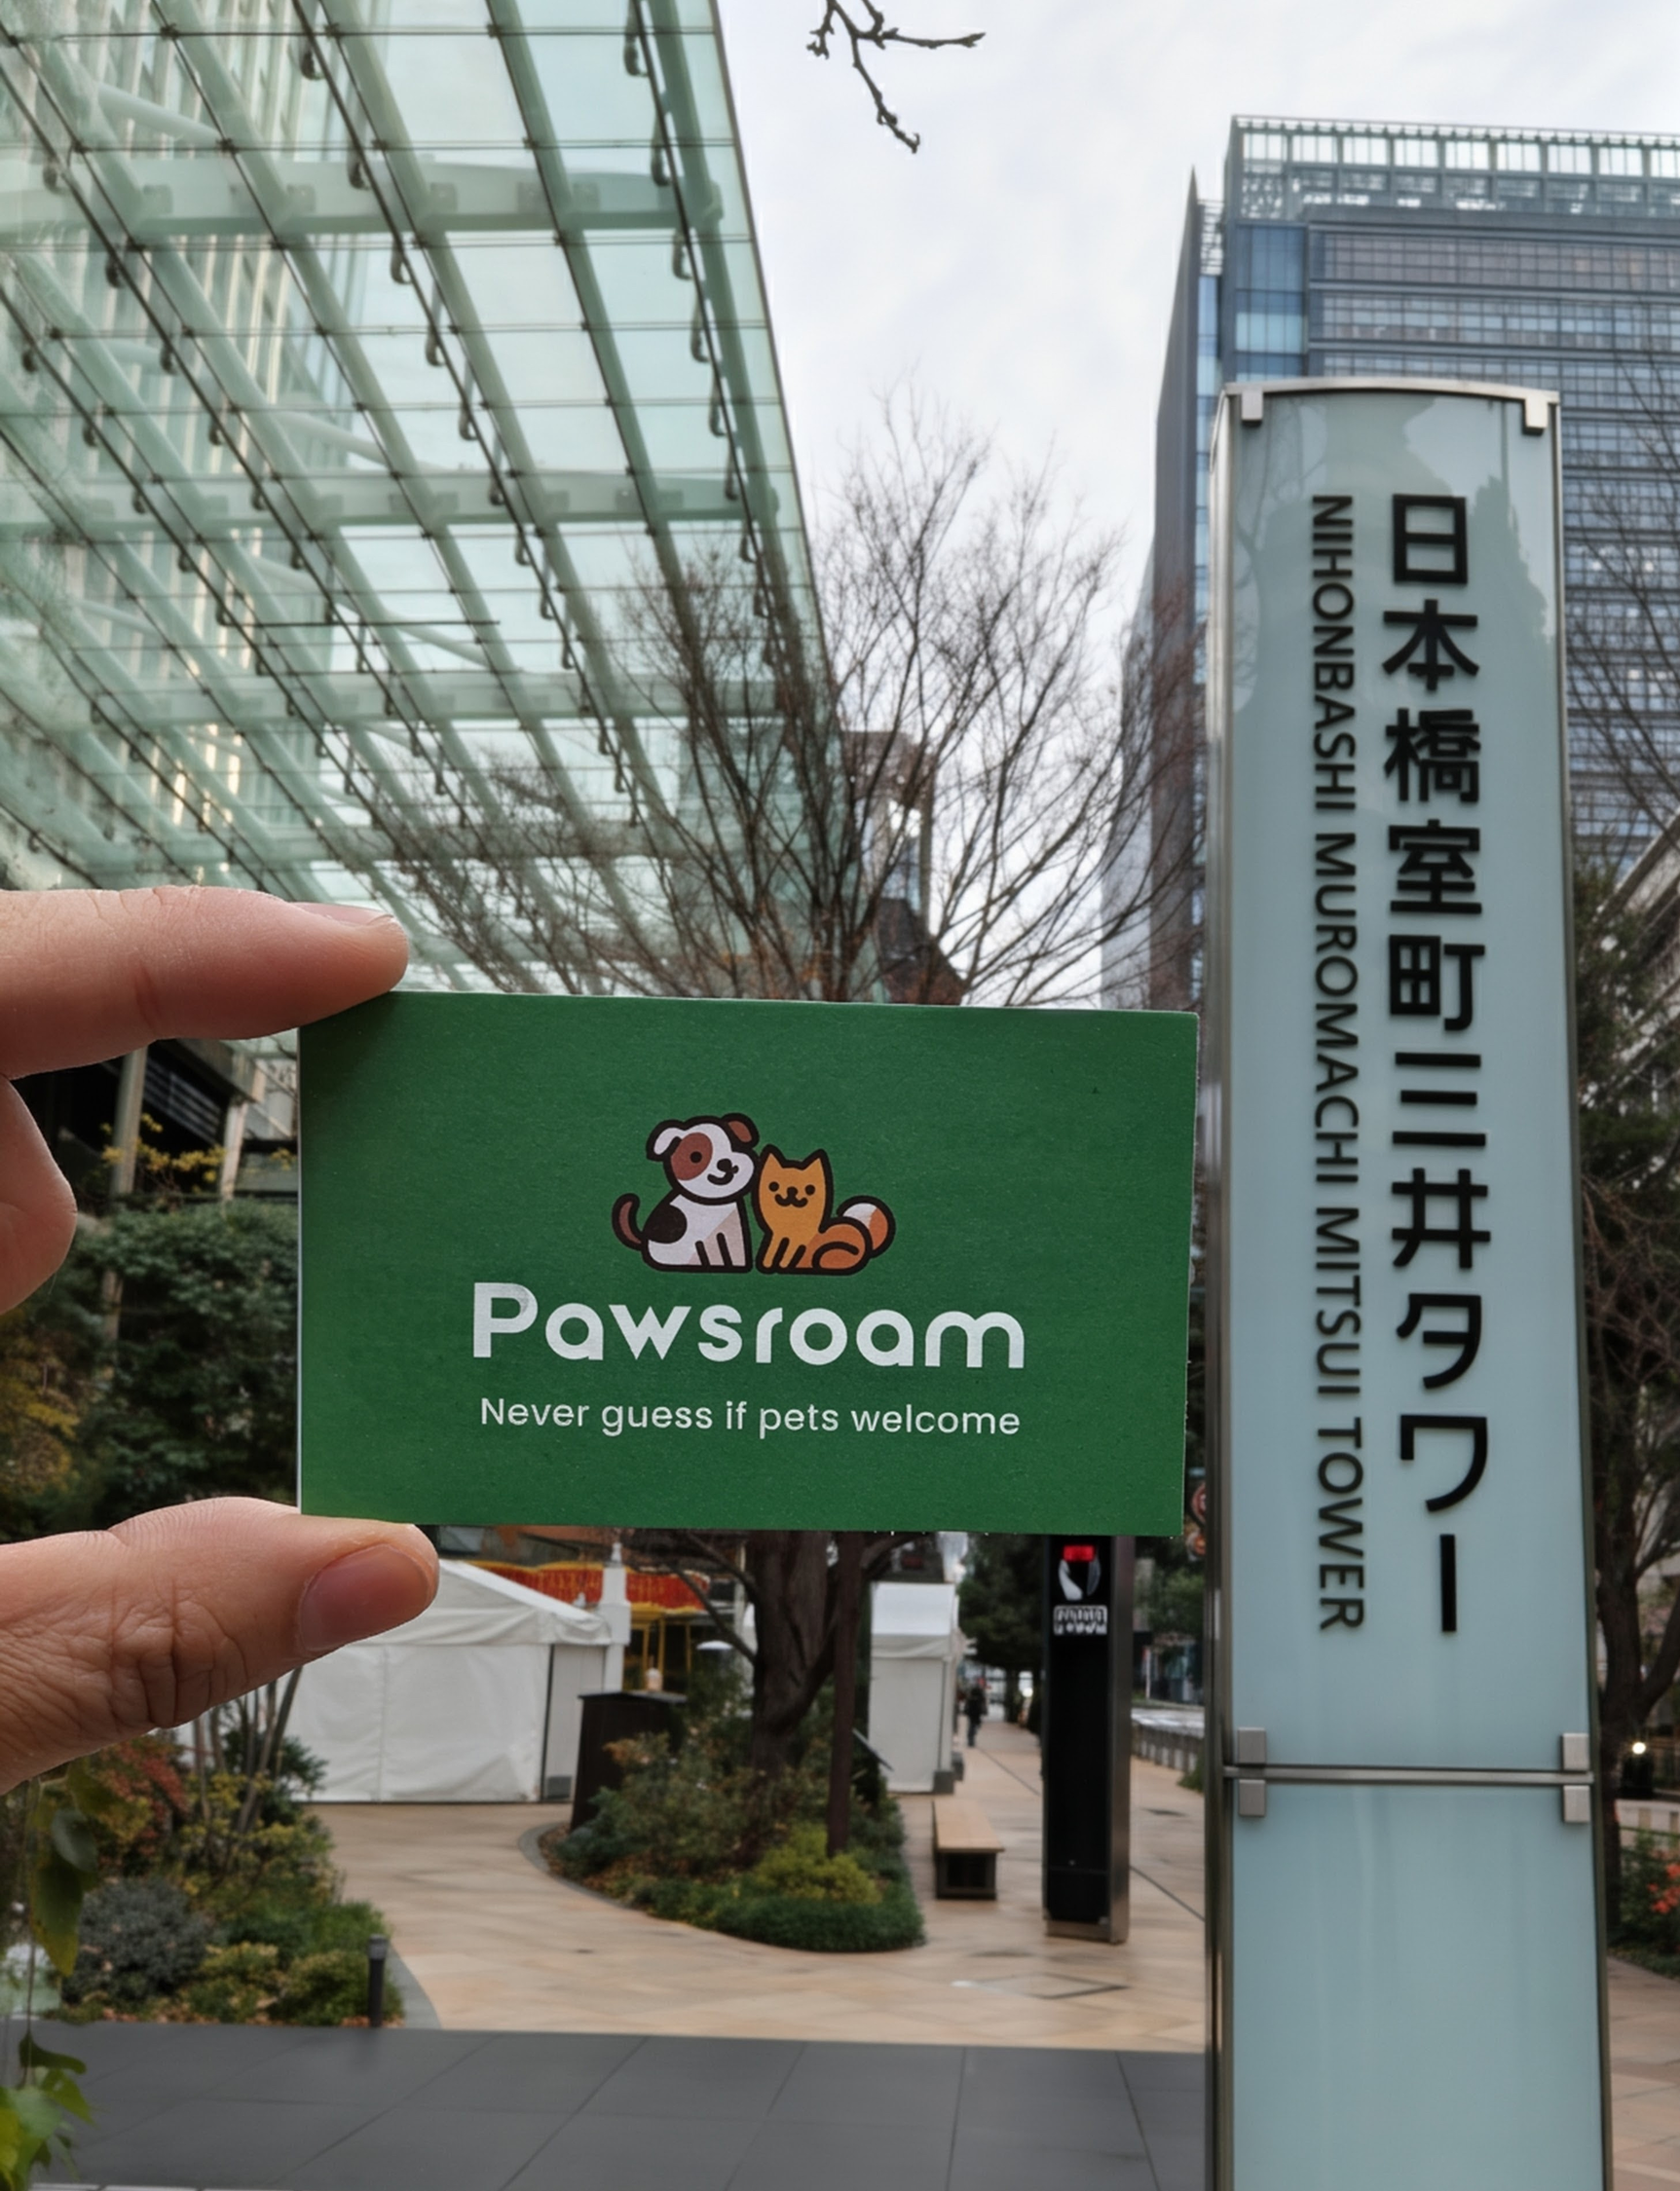 日本橋室町三井タワー
NIHONBASHI MUROMACHI MITSUI TOWER
Pawsroam
Never guess if pets welcome